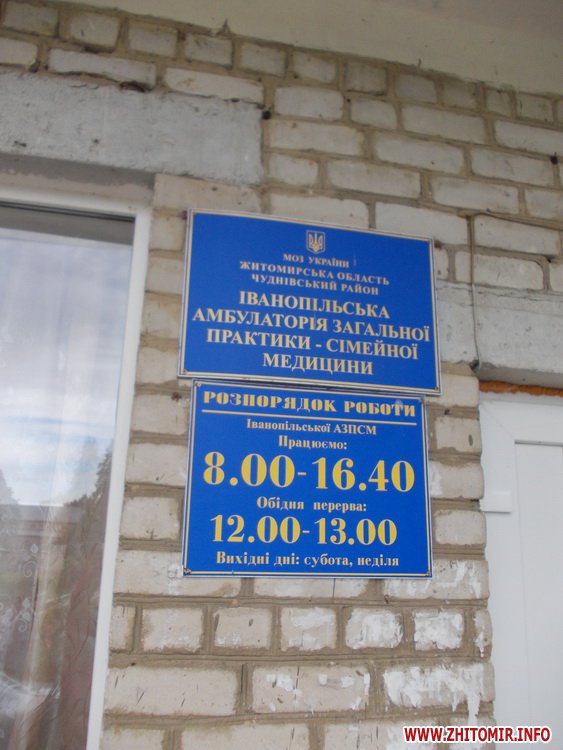 МОЗ УКРАЇНИ
ЖИТОМИРСЬКА ОБЛАСТЬ
ЧУДНІВСЬКИЙ РАЙОН
ІВАНОПІЛЬСЬКА
АМБУЛАТОРІЯ ЗАГАЛЬНОЇ
ПРАКТИКИ - СІМЕЙНОЇ
МЕДИЦИНИ
РОЗПОРЯДОК РОБОТИ
Іванопільської АЗПСМ
Працюємо:
8.00-16.40
Обідня перерва:
12.00-13.00
Вихідні дні: субота, неділя
WWW.ZHITOMIR.INFO